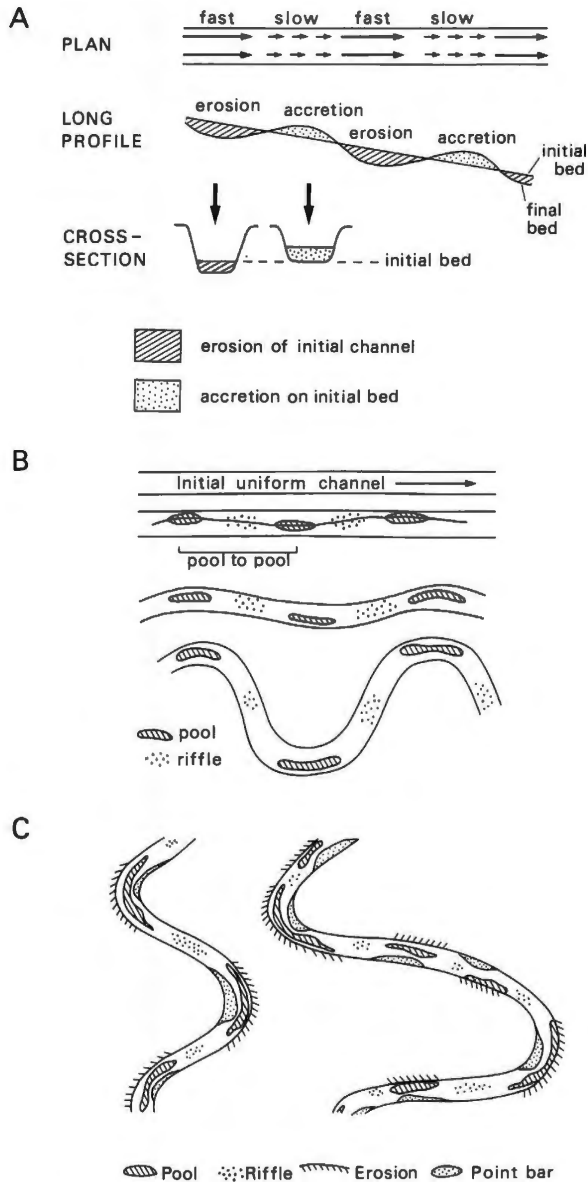 A
fast slow fast slow
PLAN
erosion accretion
LONG
PROFILE
erosion accretion
initial
bed
final
bed
CROSS-
SECTION
initial bed
erosion of initial channel
accretion on initial bed
B
Initial uniform channel
pool to pool
pool
riffle
C
Pool Riffle Erosion Point bar